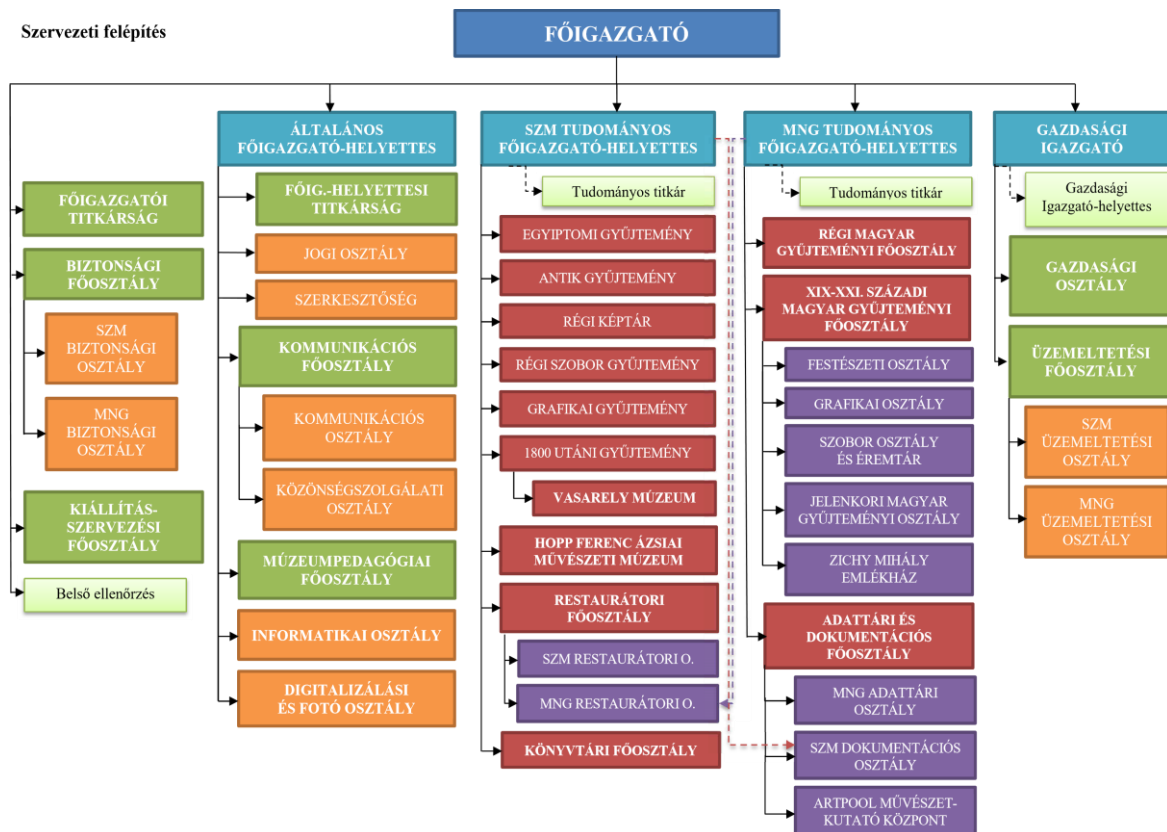 Szervezeti felépítés
FŐIGAZGATÓ
FŐIGAZGATÓI
TITKÁRSÁG
BIZTONSÁGI
FŐOSZTÁLY
SZM
BIZTONSÁGI
OSZTÁLY
MNG
BIZTONSÁGI
OSZTÁLY
KIÁLLÍTÁS-
SZERVEZÉSI
FŐOSZTÁLY
Belső ellenőrzés
ÁLTALÁNOS
FŐIGAZGATÓ-HELYETTES
FŐIG.-HELYETTESI
TITKÁRSÁG
JOGI OSZTÁLY
SZERKESZTŐSÉG
KOMMUNIKÁCIÓS
FŐOSZTÁLY
KOMMUNIKÁCIÓS
OSZTÁLY
KÖZÖNSÉGSZOLGÁLATI
OSZTÁLY
MÚZEUMPEDAGÓGIAI
FŐOSZTÁLY
INFORMATIKAI OSZTÁLY
DIGITALIZÁLÁSI
ÉS FOTÓ OSZTÁLY
SZM TUDOMÁNYOS
FŐIGAZGATÓ-HELYETTES
Tudományos titkár
EGYIPTOMI GYŰJTEMÉNY
ANTIK GYŰJTEMÉNY
RÉGI KÉPTÁR
RÉGI SZOBOR GYŰJTEMÉNY
GRAFIKAI GYŰJTEMÉNY
1800 UTÁNI GYŰJTEMÉNY
VASARELY MÚZEUM
HOPP FERENC ÁZSIAI
MŰVÉSZETI MÚZEUM
RESTAURÁTORI
FŐOSZTÁLY
SZM RESTAURÁTORI O.
MNG RESTAURÁTORI O.
KÖNYVTÁRI FŐOSZTÁLY
MNG TUDOMÁNYOS
FŐIGAZGATÓ-HELYETTES
Tudományos titkár
RÉGI MAGYAR
GYŰJTEMÉNYI FŐOSZTÁLY
XIX-XXI. SZÁZADI
MAGYAR GYŰJTEMÉNYI
FŐOSZTÁLY
FESTÉSZETI OSZTÁLY
GRAFIKAI OSZTÁLY
SZOBOR OSZTÁLY
ÉS ÉREMTÁR
JELENKORI MAGYAR
GYŰJTEMÉNYI OSZTÁLY
ZICHY MIHÁLY
EMLÉKHÁZ
ADATTÁRI ÉS
DOKUMENTÁCIÓS
FŐOSZTÁLY
MNG ADATTÁRI
OSZTÁLY
SZM DOKUMENTÁCIÓS
OSZTÁLY
ARTPOOL MŰVÉSZET-
KUTATÓ KÖZPONT
GAZDASÁGI
IGAZGATÓ
Gazdasági
Igazgató-helyettes
GAZDASÁGI
OSZTÁLY
ÜZEMELTETÉSI
FŐOSZTÁLY
SZM
ÜZEMELTETÉSI
OSZTÁLY
MNG
ÜZEMELTETÉSI
OSZTÁLY